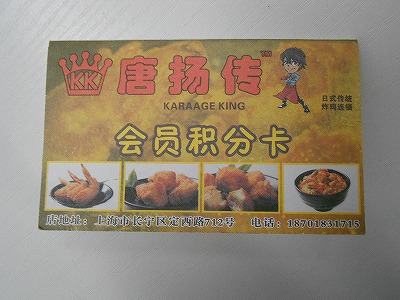 KK
唐扬传™
KARAAGE KING
日式传统
炸鸡连锁
会员积分卡
店地址：上海市长宁区定西路712号 电话：18701831715